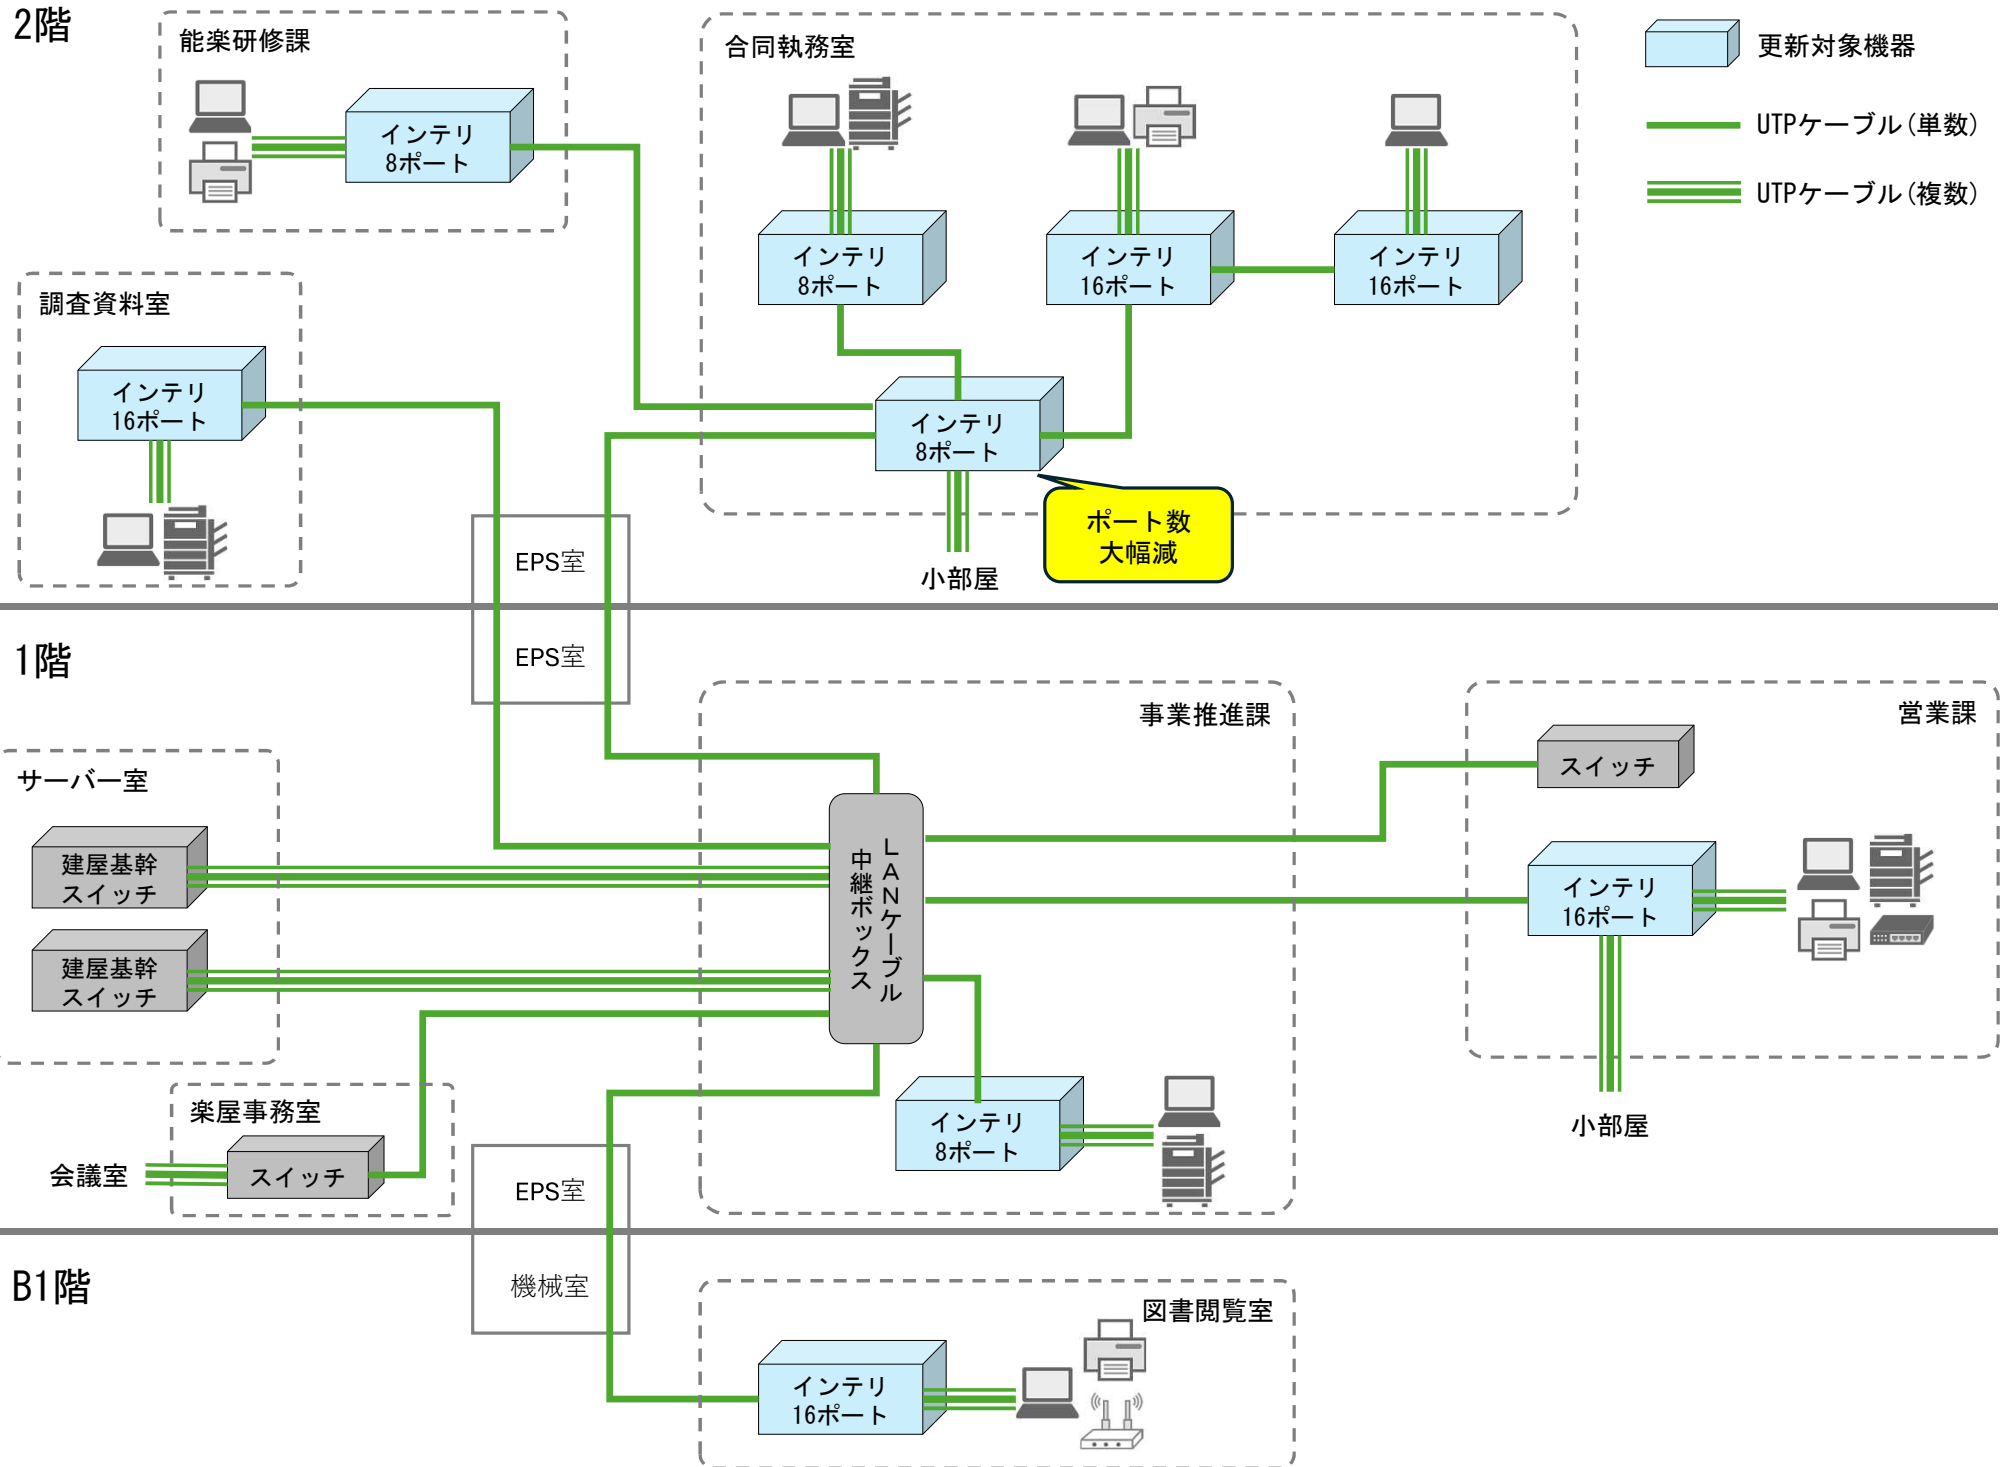 2階
能楽研修課
インテリ
8ポート
合同執務室
インテリ
8ポート
インテリ
16ポート
インテリ
16ポート
更新対象機器
UTPケーブル(単数)
UTPケーブル(複数)
調査資料室
インテリ
16ポート
インテリ
8ポート
ポート数
大幅減
小部屋
EPS室
1階
EPS室
事業推進課
営業課
スイッチ
サーバー室
建屋基幹
スイッチ
建屋基幹
スイッチ
LANケーブル
中継ボックス
インテリ
16ポート
小部屋
楽屋事務室
会議室
スイッチ
インテリ
8ポート
EPS室
B1階
機械室
図書閲覧室
インテリ
16ポート